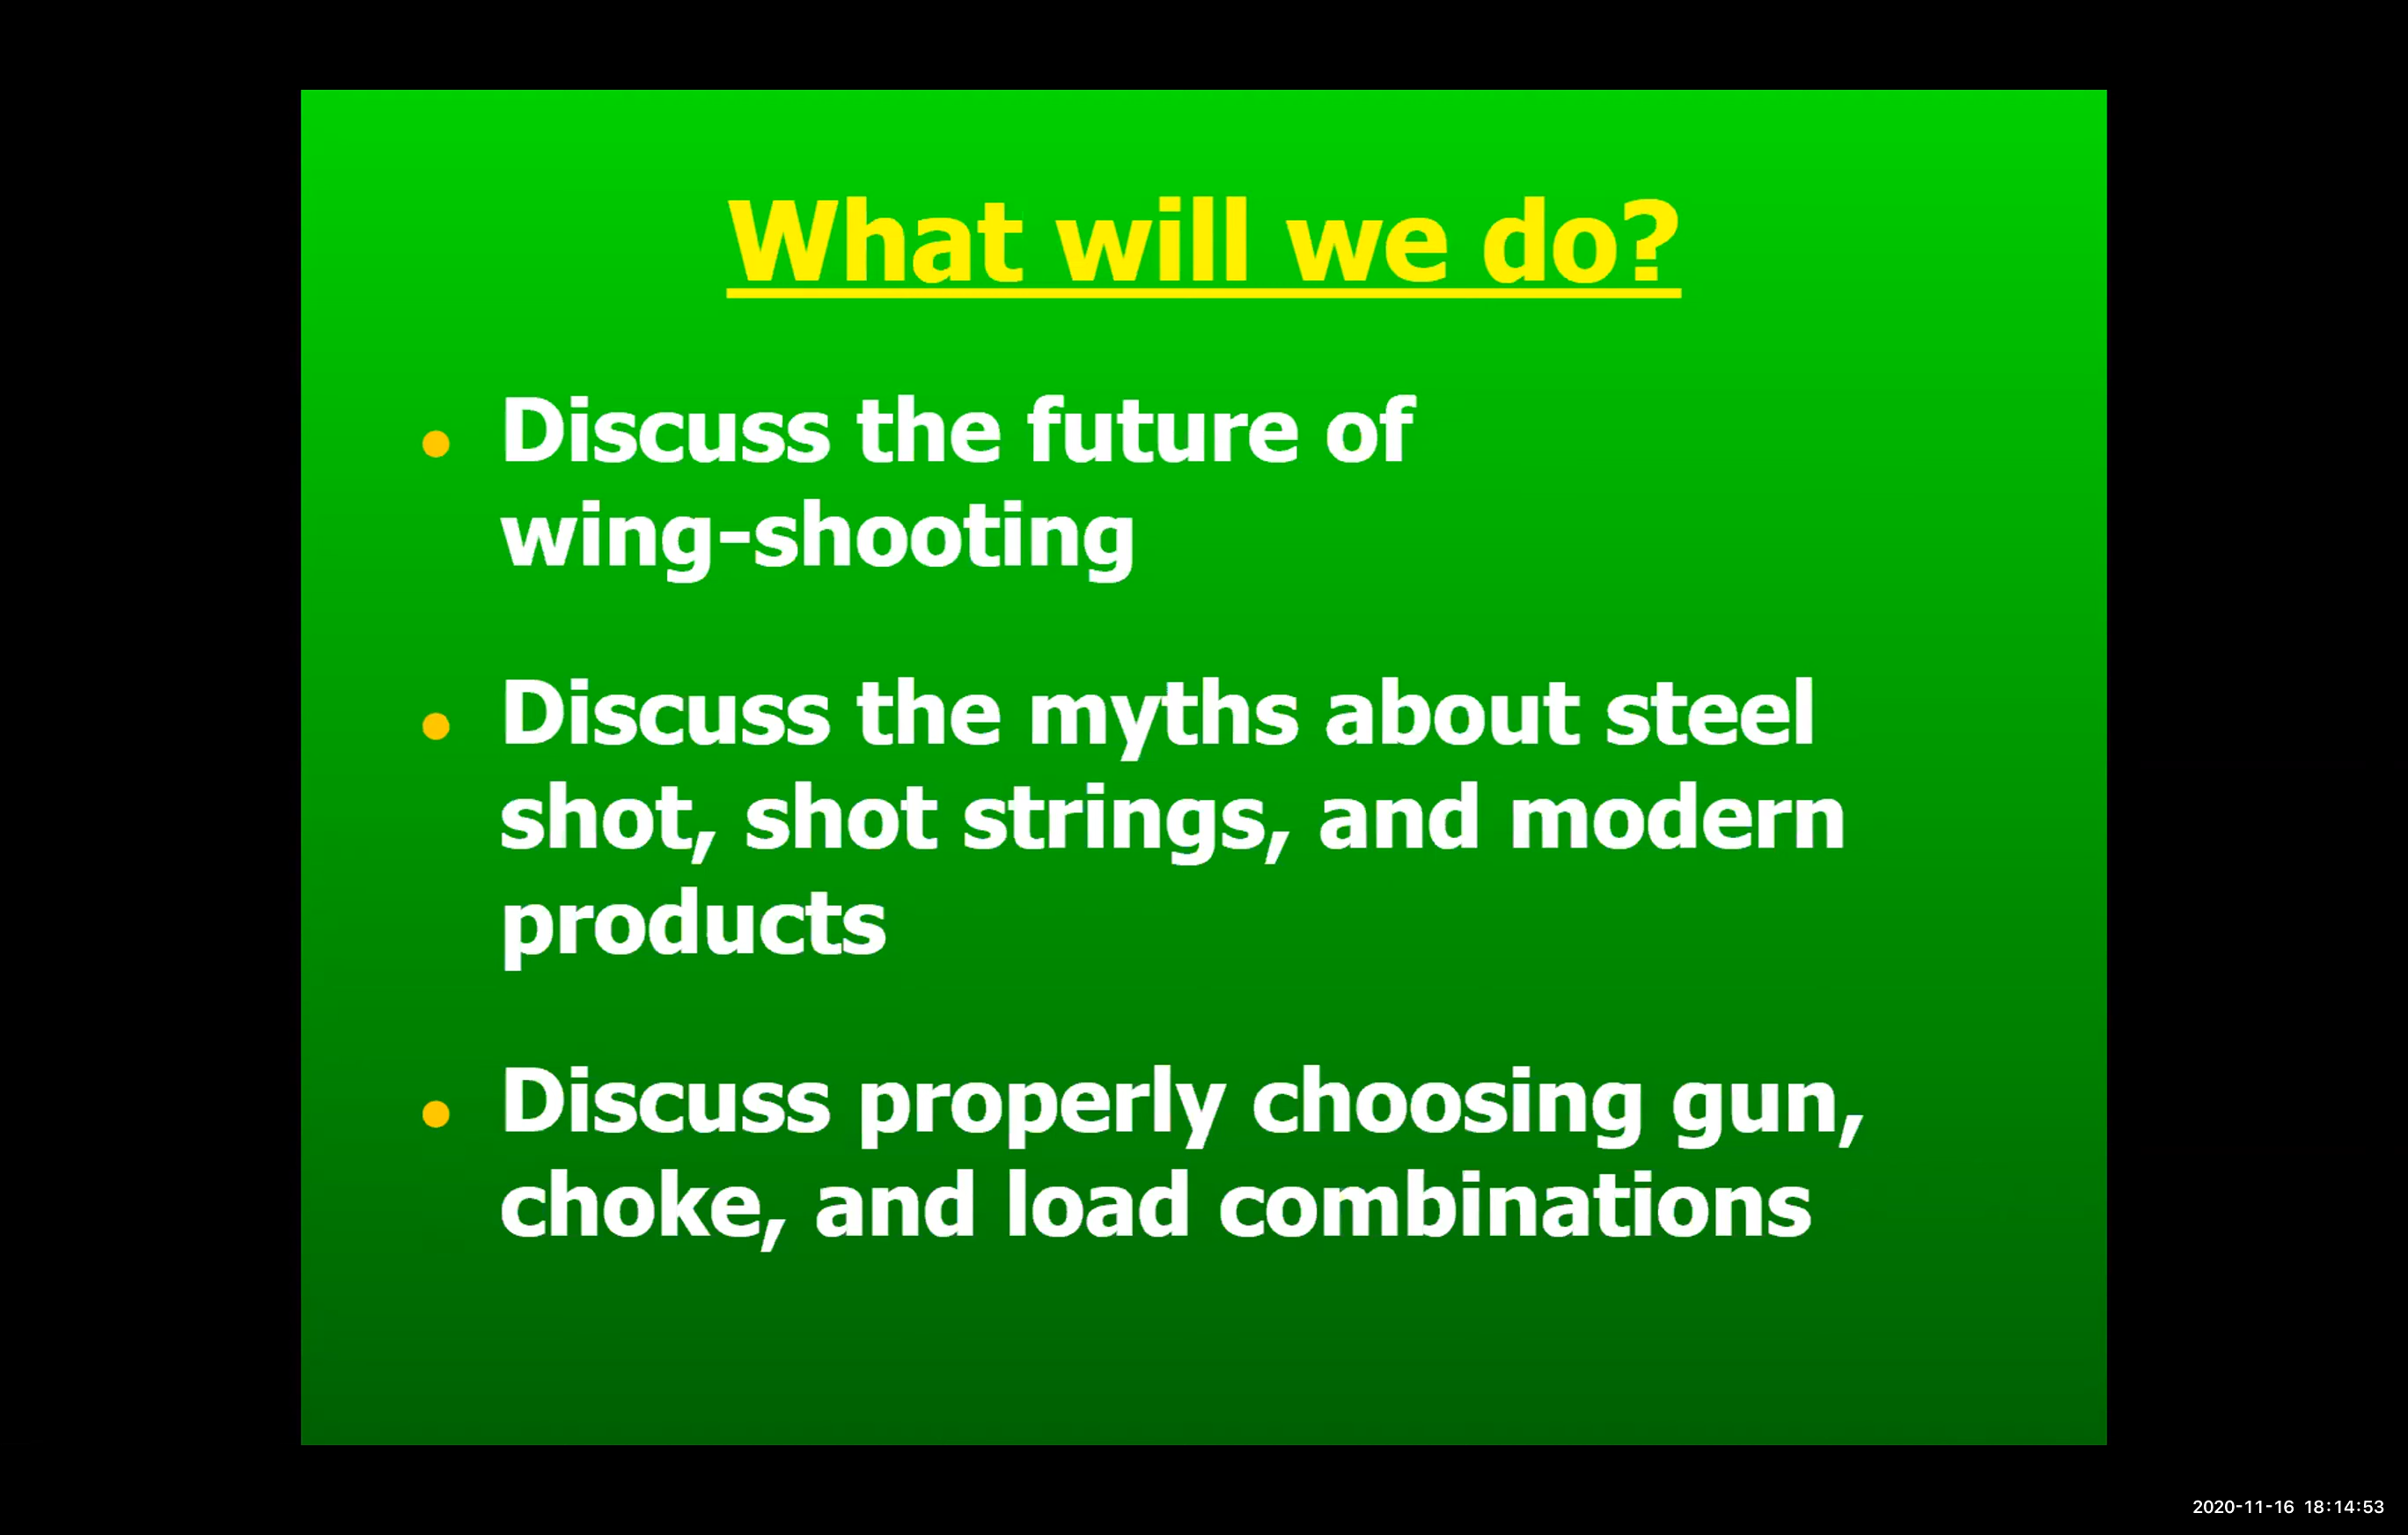 What will we do?
• Discuss the future of
wing-shooting
• Discuss the myths about steel
shot, shot strings, and modern
products
• Discuss properly choosing gun,
choke, and load combinations
2020-11-16 18:14:53